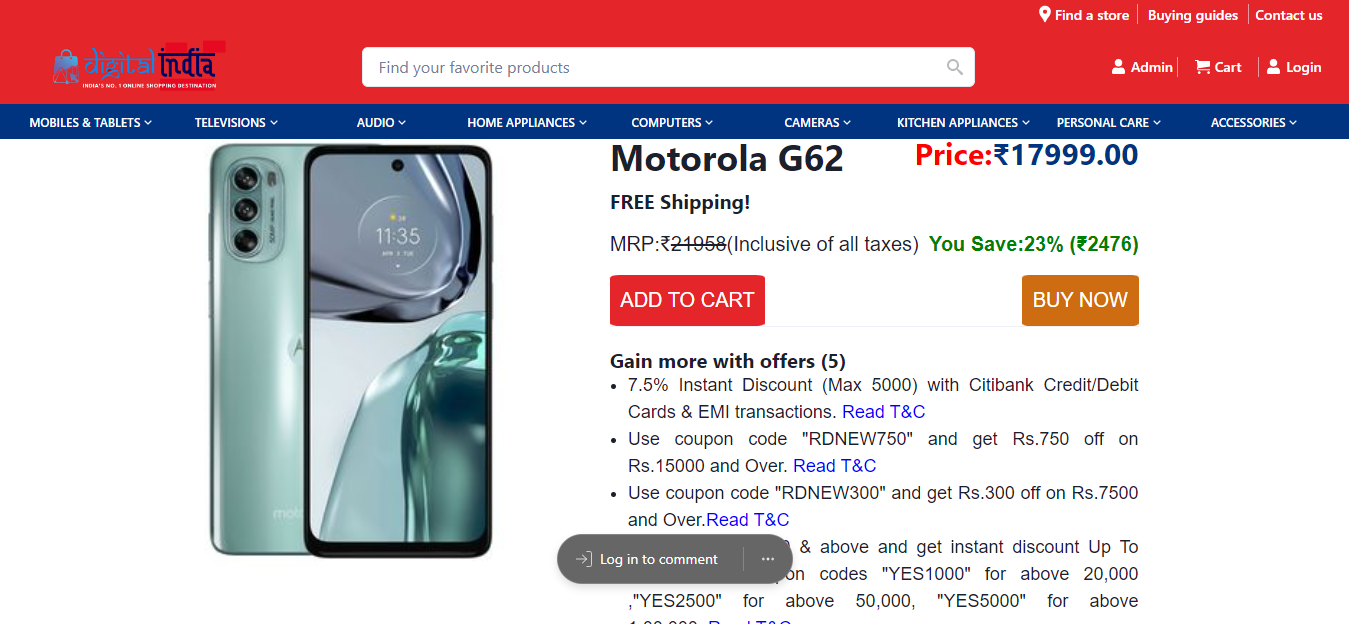 Find a store
Buying guides
Contact us
digital india
INDIA'S NO. 1 ONLINE SHOPPING DESTINATION
Find your favorite products
Admin
Cart
Login
MOBILES & TABLETS
TELEVISIONS
AUDIO
HOME APPLIANCES
COMPUTERS
CAMERAS
KITCHEN APPLIANCES
PERSONAL CARE
ACCESSORIES
11:35
Motorola G62
Price:₹17999.00
FREE Shipping!
MRP:₹21958(Inclusive of all taxes) You Save:23% (₹2476)
ADD TO CART
BUY NOW
Gain more with offers (5)
• 7.5% Instant Discount (Max 5000) with Citibank Credit/Debit
Cards & EMI transactions. Read T&C
• Use coupon code "RDNEW750" and get Rs.750 off on
Rs.15000 and Over. Read T&C
• Use coupon code "RDNEW300" and get Rs.300 off on Rs.7500
and Over.Read T&C
& above and get instant discount Up To
codes "YES1000" for above 20,000
,"YES2500" for above 50,000, "YES5000" for above
Log in to comment